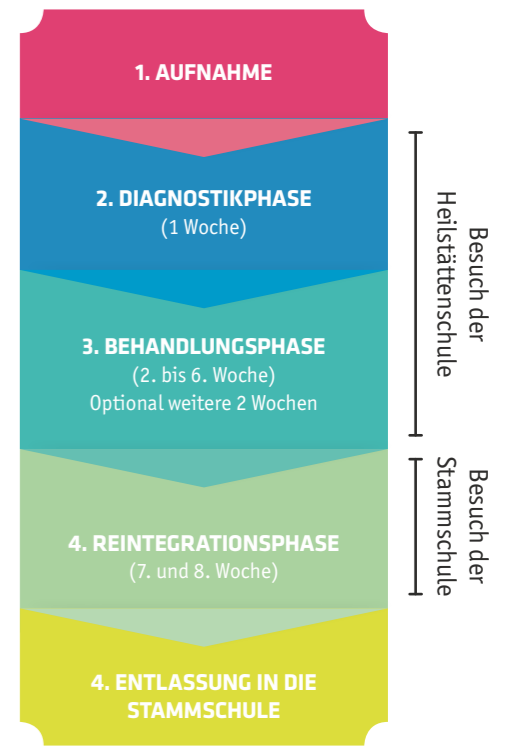 1. AUFNAHME
2. DIAGNOSTIKPHASE
(1 Woche)
3. BEHANDLUNGSPHASE
(2. bis 6. Woche)
Optional weitere 2 Wochen
Besuch der
Heilstättenschule
4. REINTEGRATIONSPHASE
(7. und 8. Woche)
Besuch der
Stammschule
4. ENTLASSUNG IN DIE
STAMMSCHULE